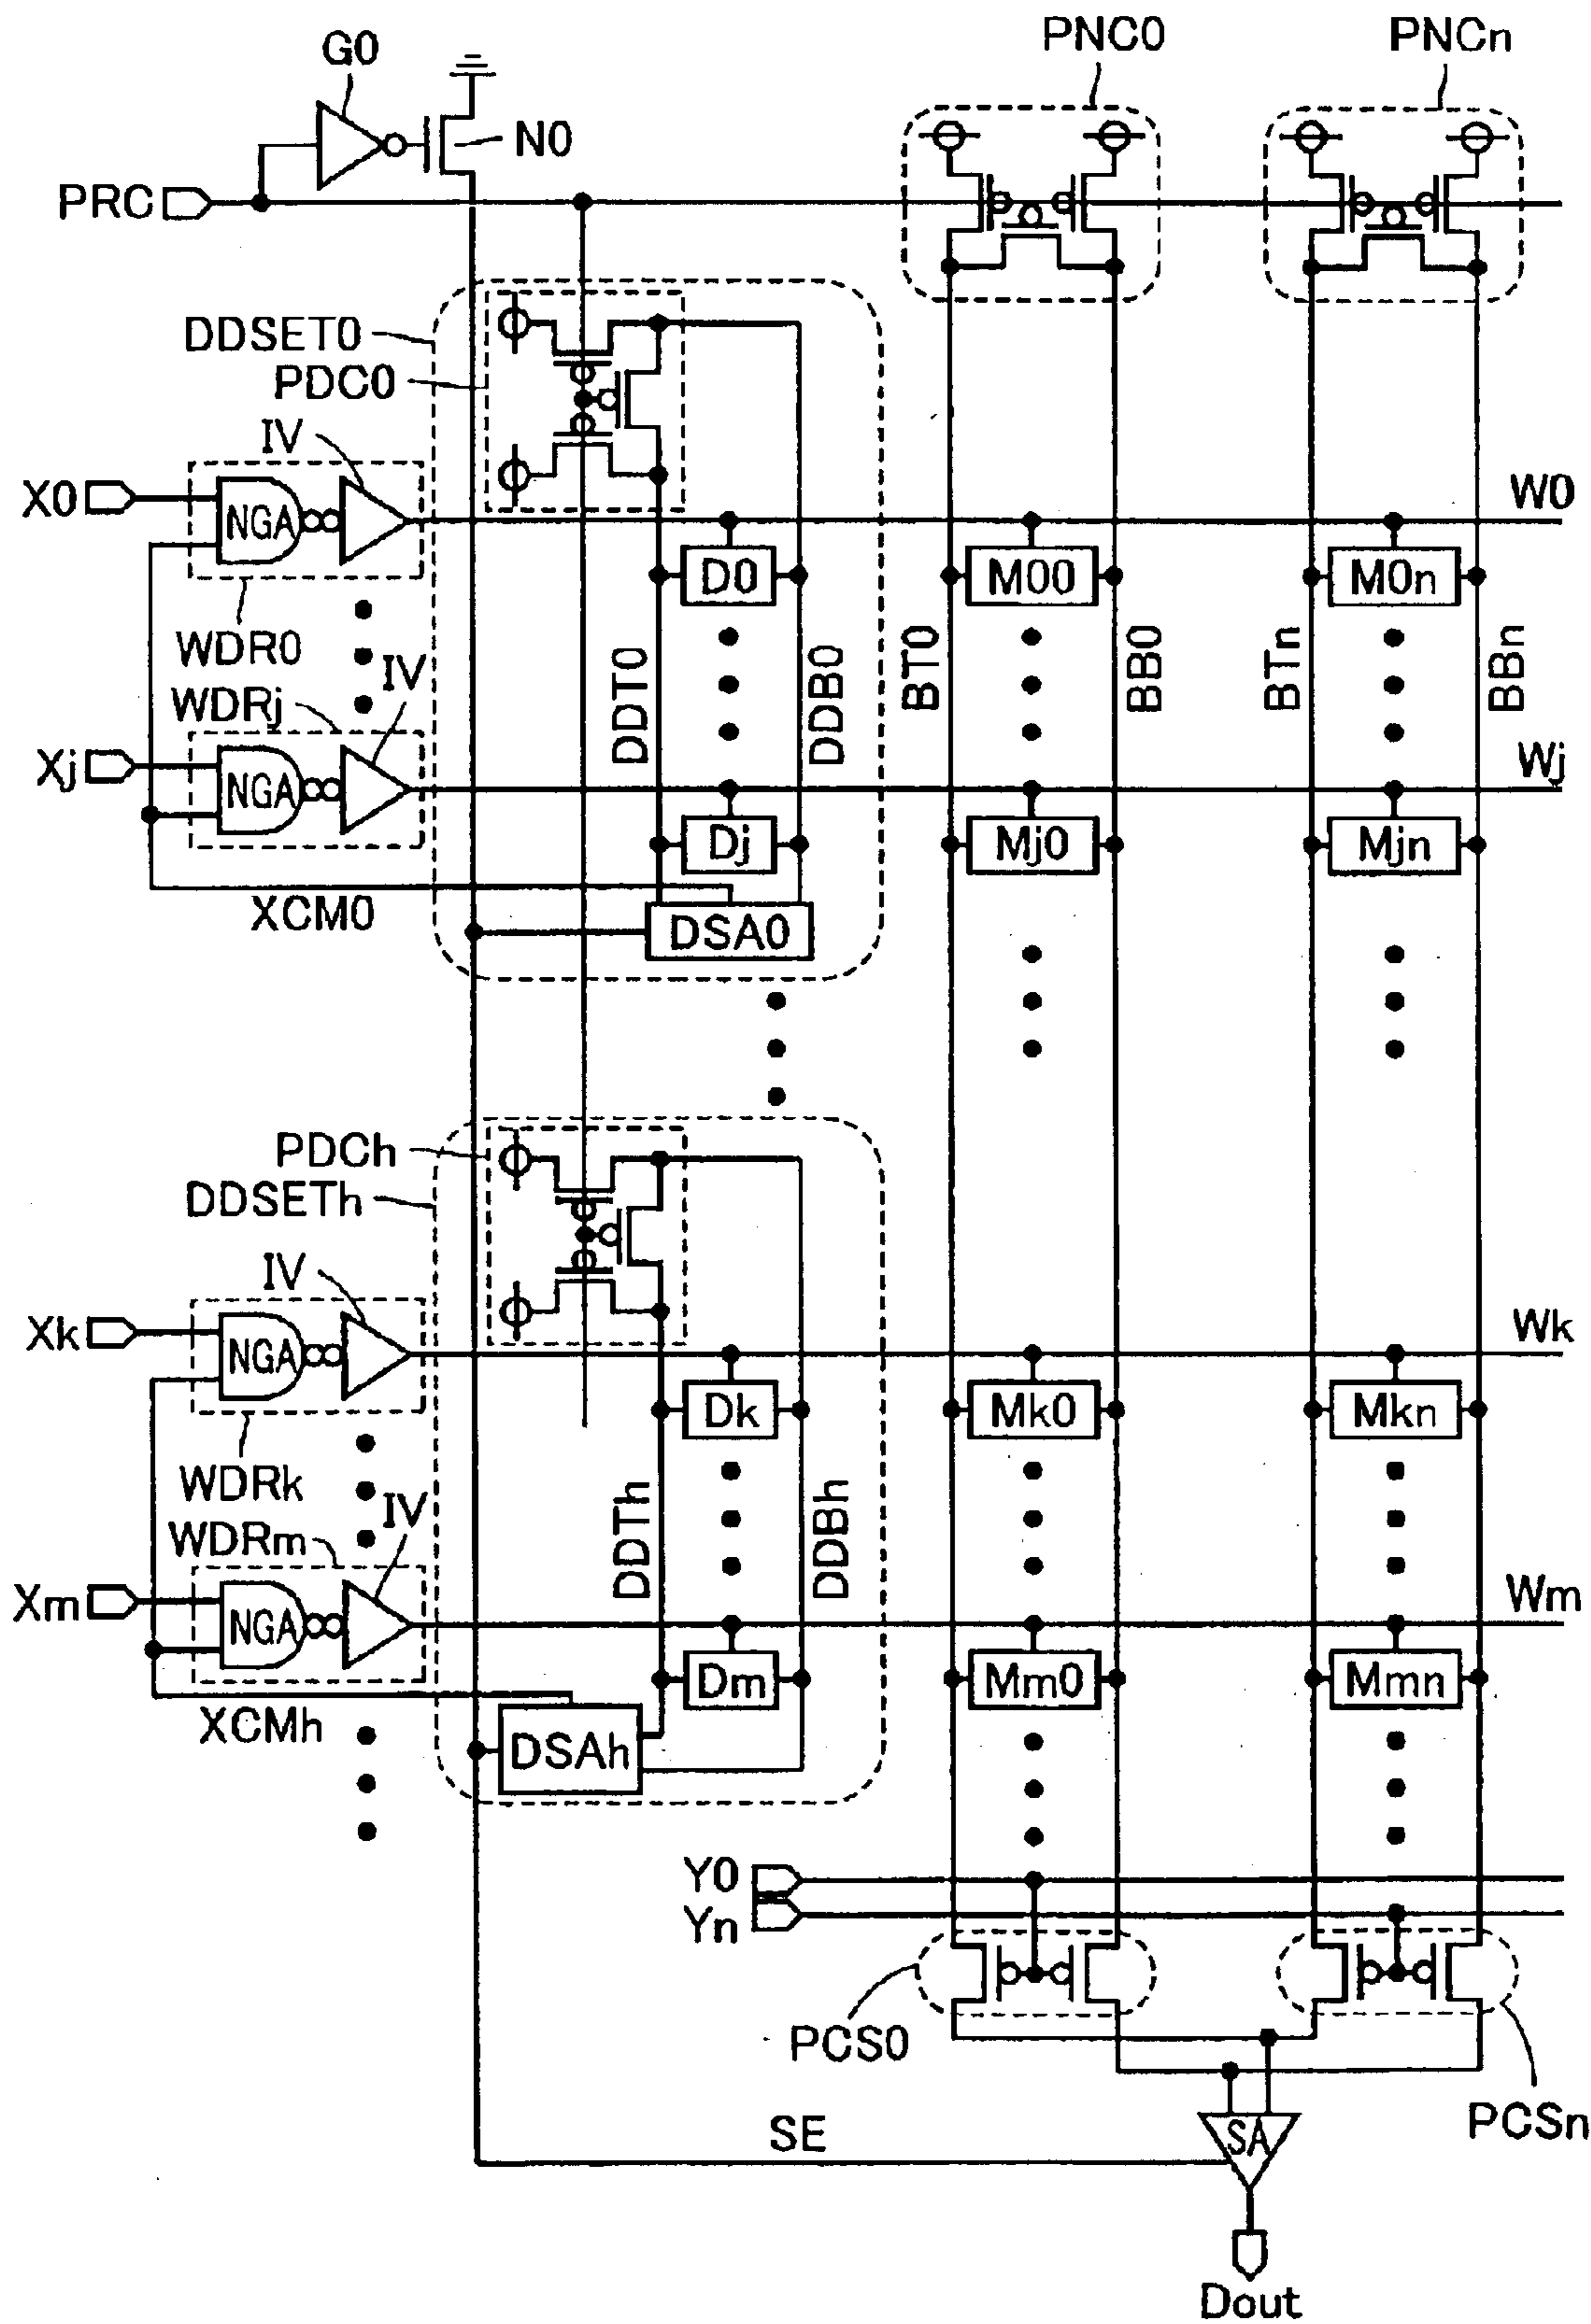 PNC0
PNCn
G0
N0
PRC
DDSET0
PDC0
IV
X0
NGA
W0
D0
M00
M0n
WDR0
DDT0
DDB0
BT0
BB0
BTn
BBn
WDRj
IV
Xj
NGA
Wj
Dj
Mj0
Mjn
XCM0
DSA0
PDCh
DDSETh
IV
Xk
NGA
Wk
Dk
Mk0
Mkn
WDRk
DDTh
DDBh
WDRm
IV
Xm
NGA
Wm
Dm
Mm0
Mmn
XCMh
DSAh
Y0
Yn
PCS0
PCSn
SE
SA
Dout